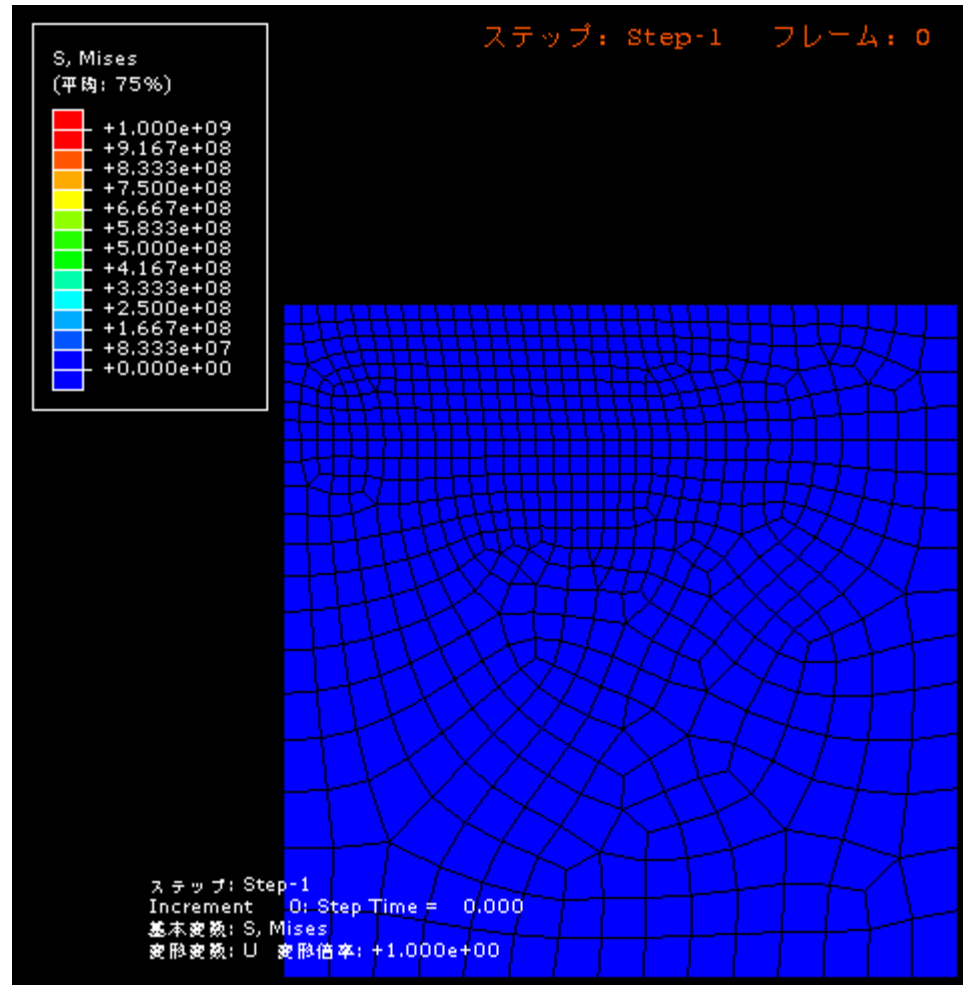 ステップ: Step-1 フレーム: 0
S, Mises
(平均: 75%)
+1.000e+09
+9.167e+08
+8.333e+08
+7.500e+08
+6.667e+08
+5.833e+08
+5.000e+08
+4.167e+08
+3.333e+08
+2.500e+08
+1.667e+08
+8.333e+07
+0.000e+00
ステップ: Step-1
Increment 0: Step Time = 0.000
基本変数: S, Mises
変形変数: U 変形倍率: +1.000e+00